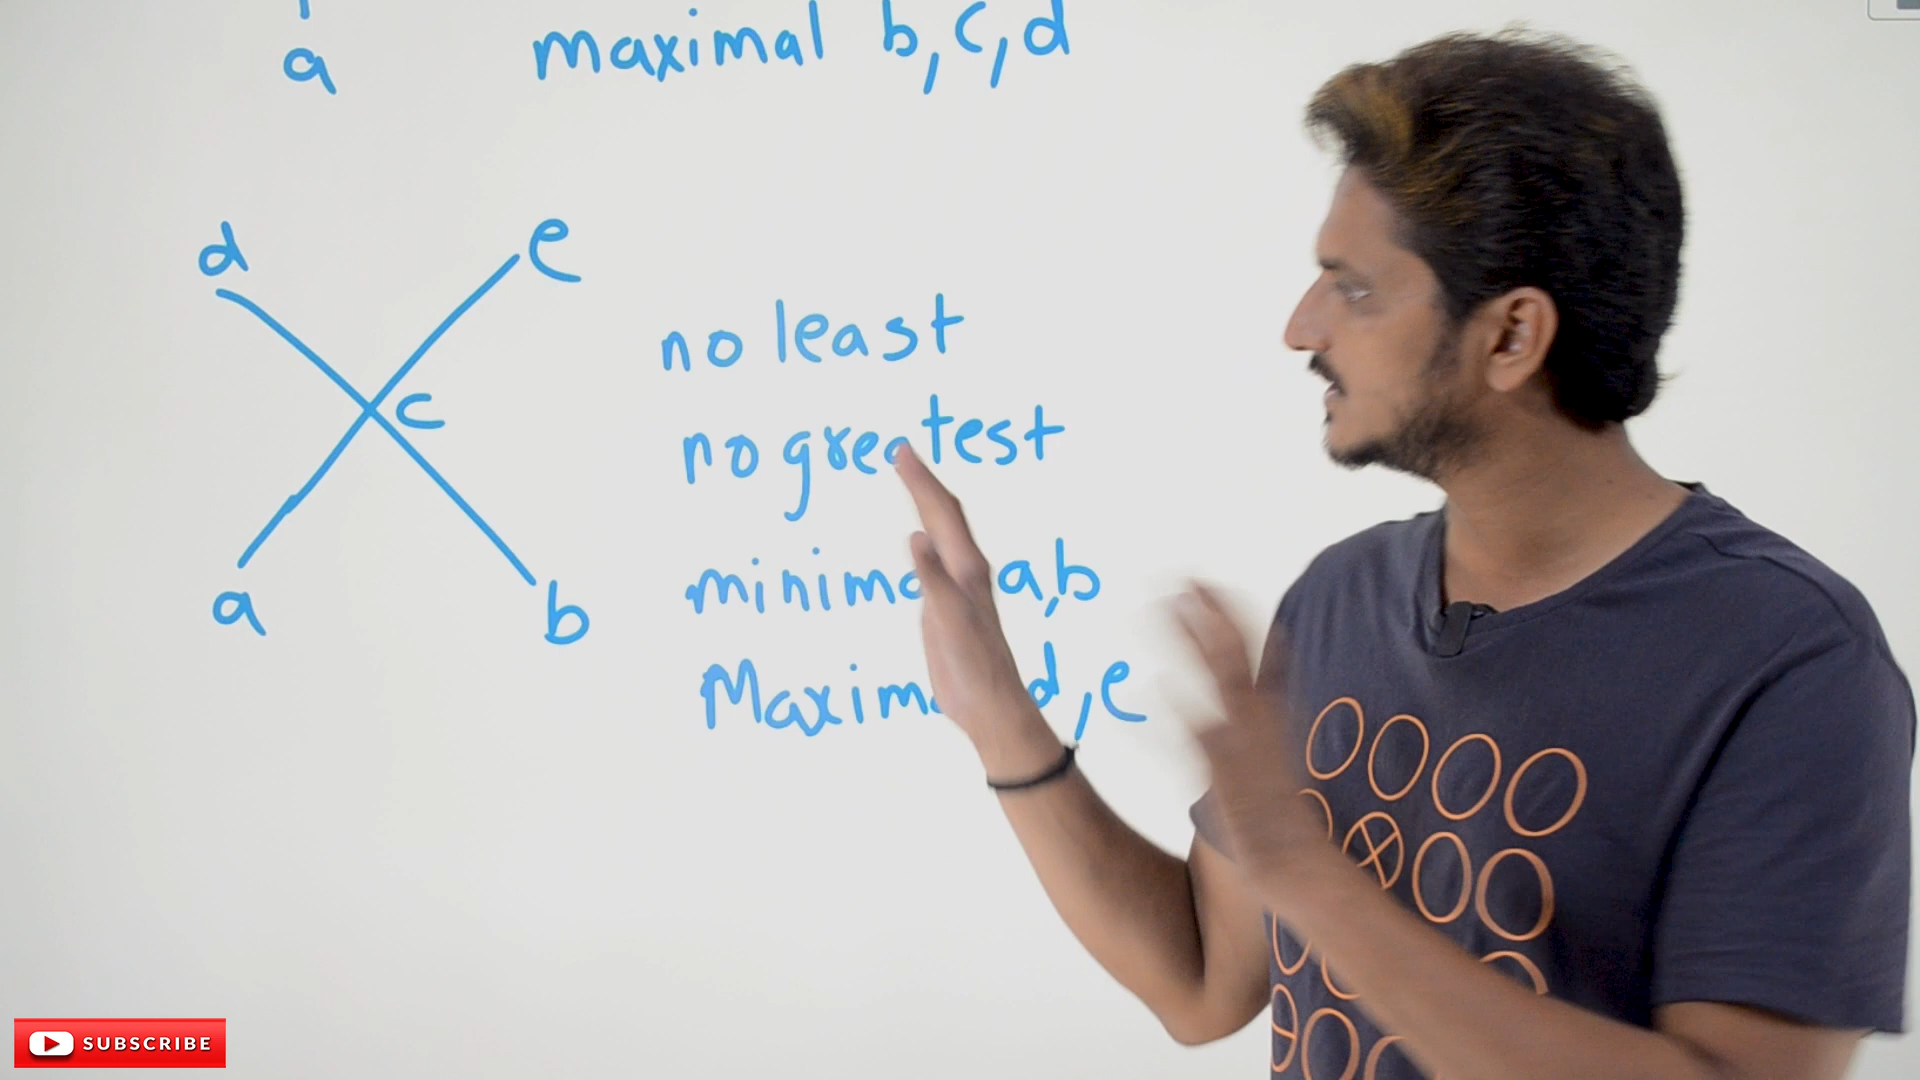 a
maximal b, c, d
d
e
c
a
b
no least
no greatest
a, b
d, e
SUBSCRIBE